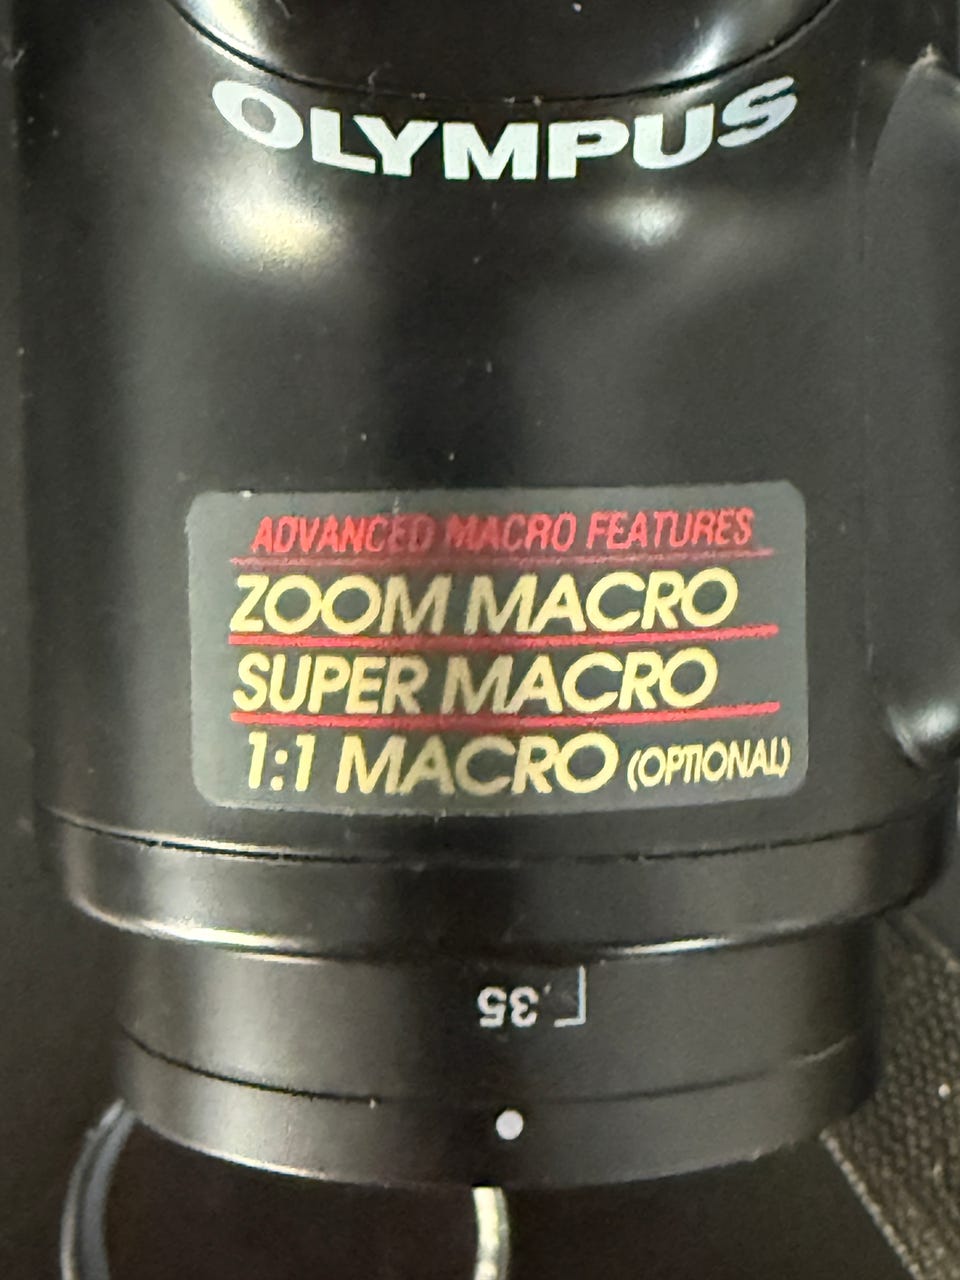 OLYMPUS
ADVANCED MACRO FEATURES
ZOOM MACRO
SUPER MACRO
1:1 MACRO (OPTIONAL)
35